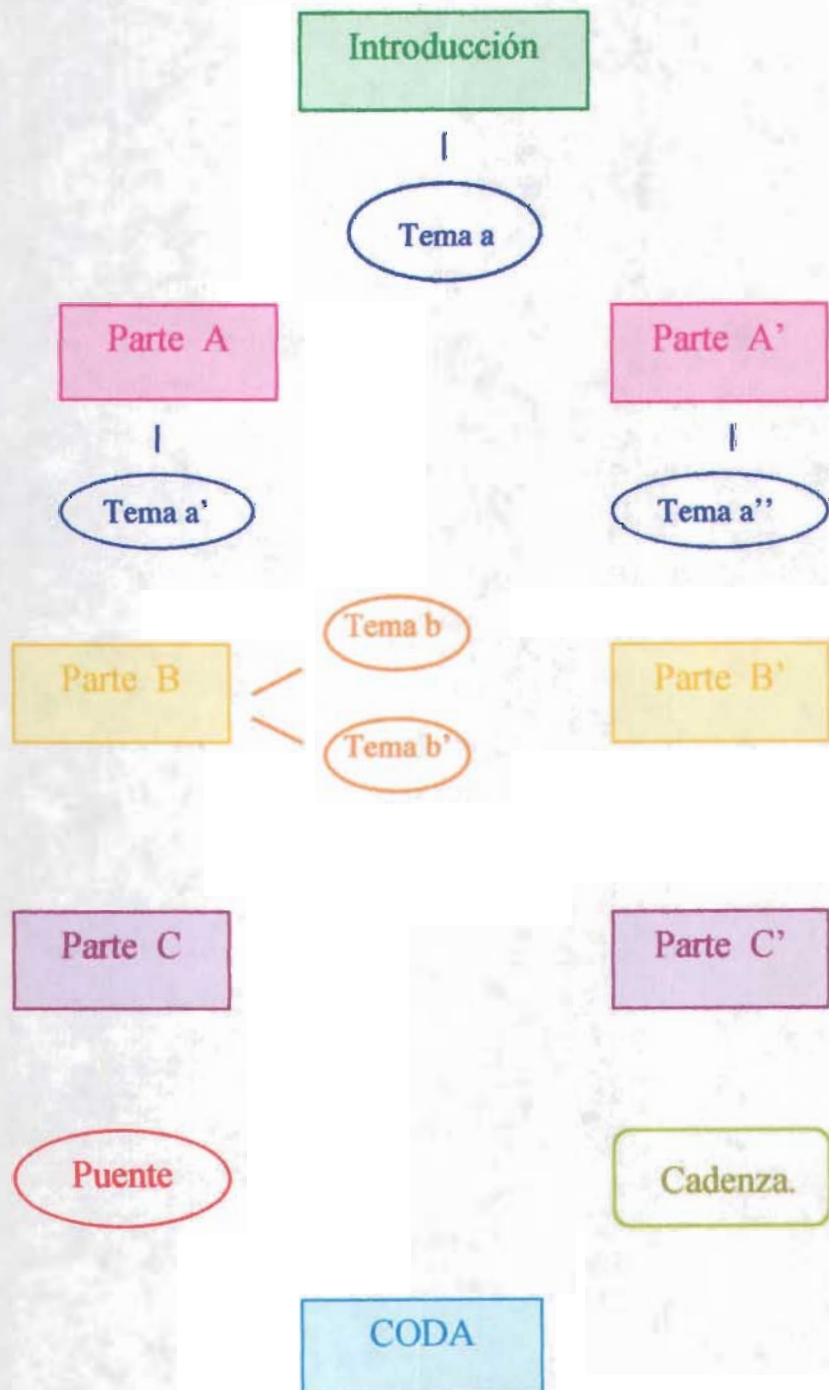 Introducción
Tema a
Parte A
Parte A’
Tema a’
Tema a’’
Tema b
Parte B
Parte B’
Tema b’
Parte C
Parte C’
Puente
Cadenza.
CODA